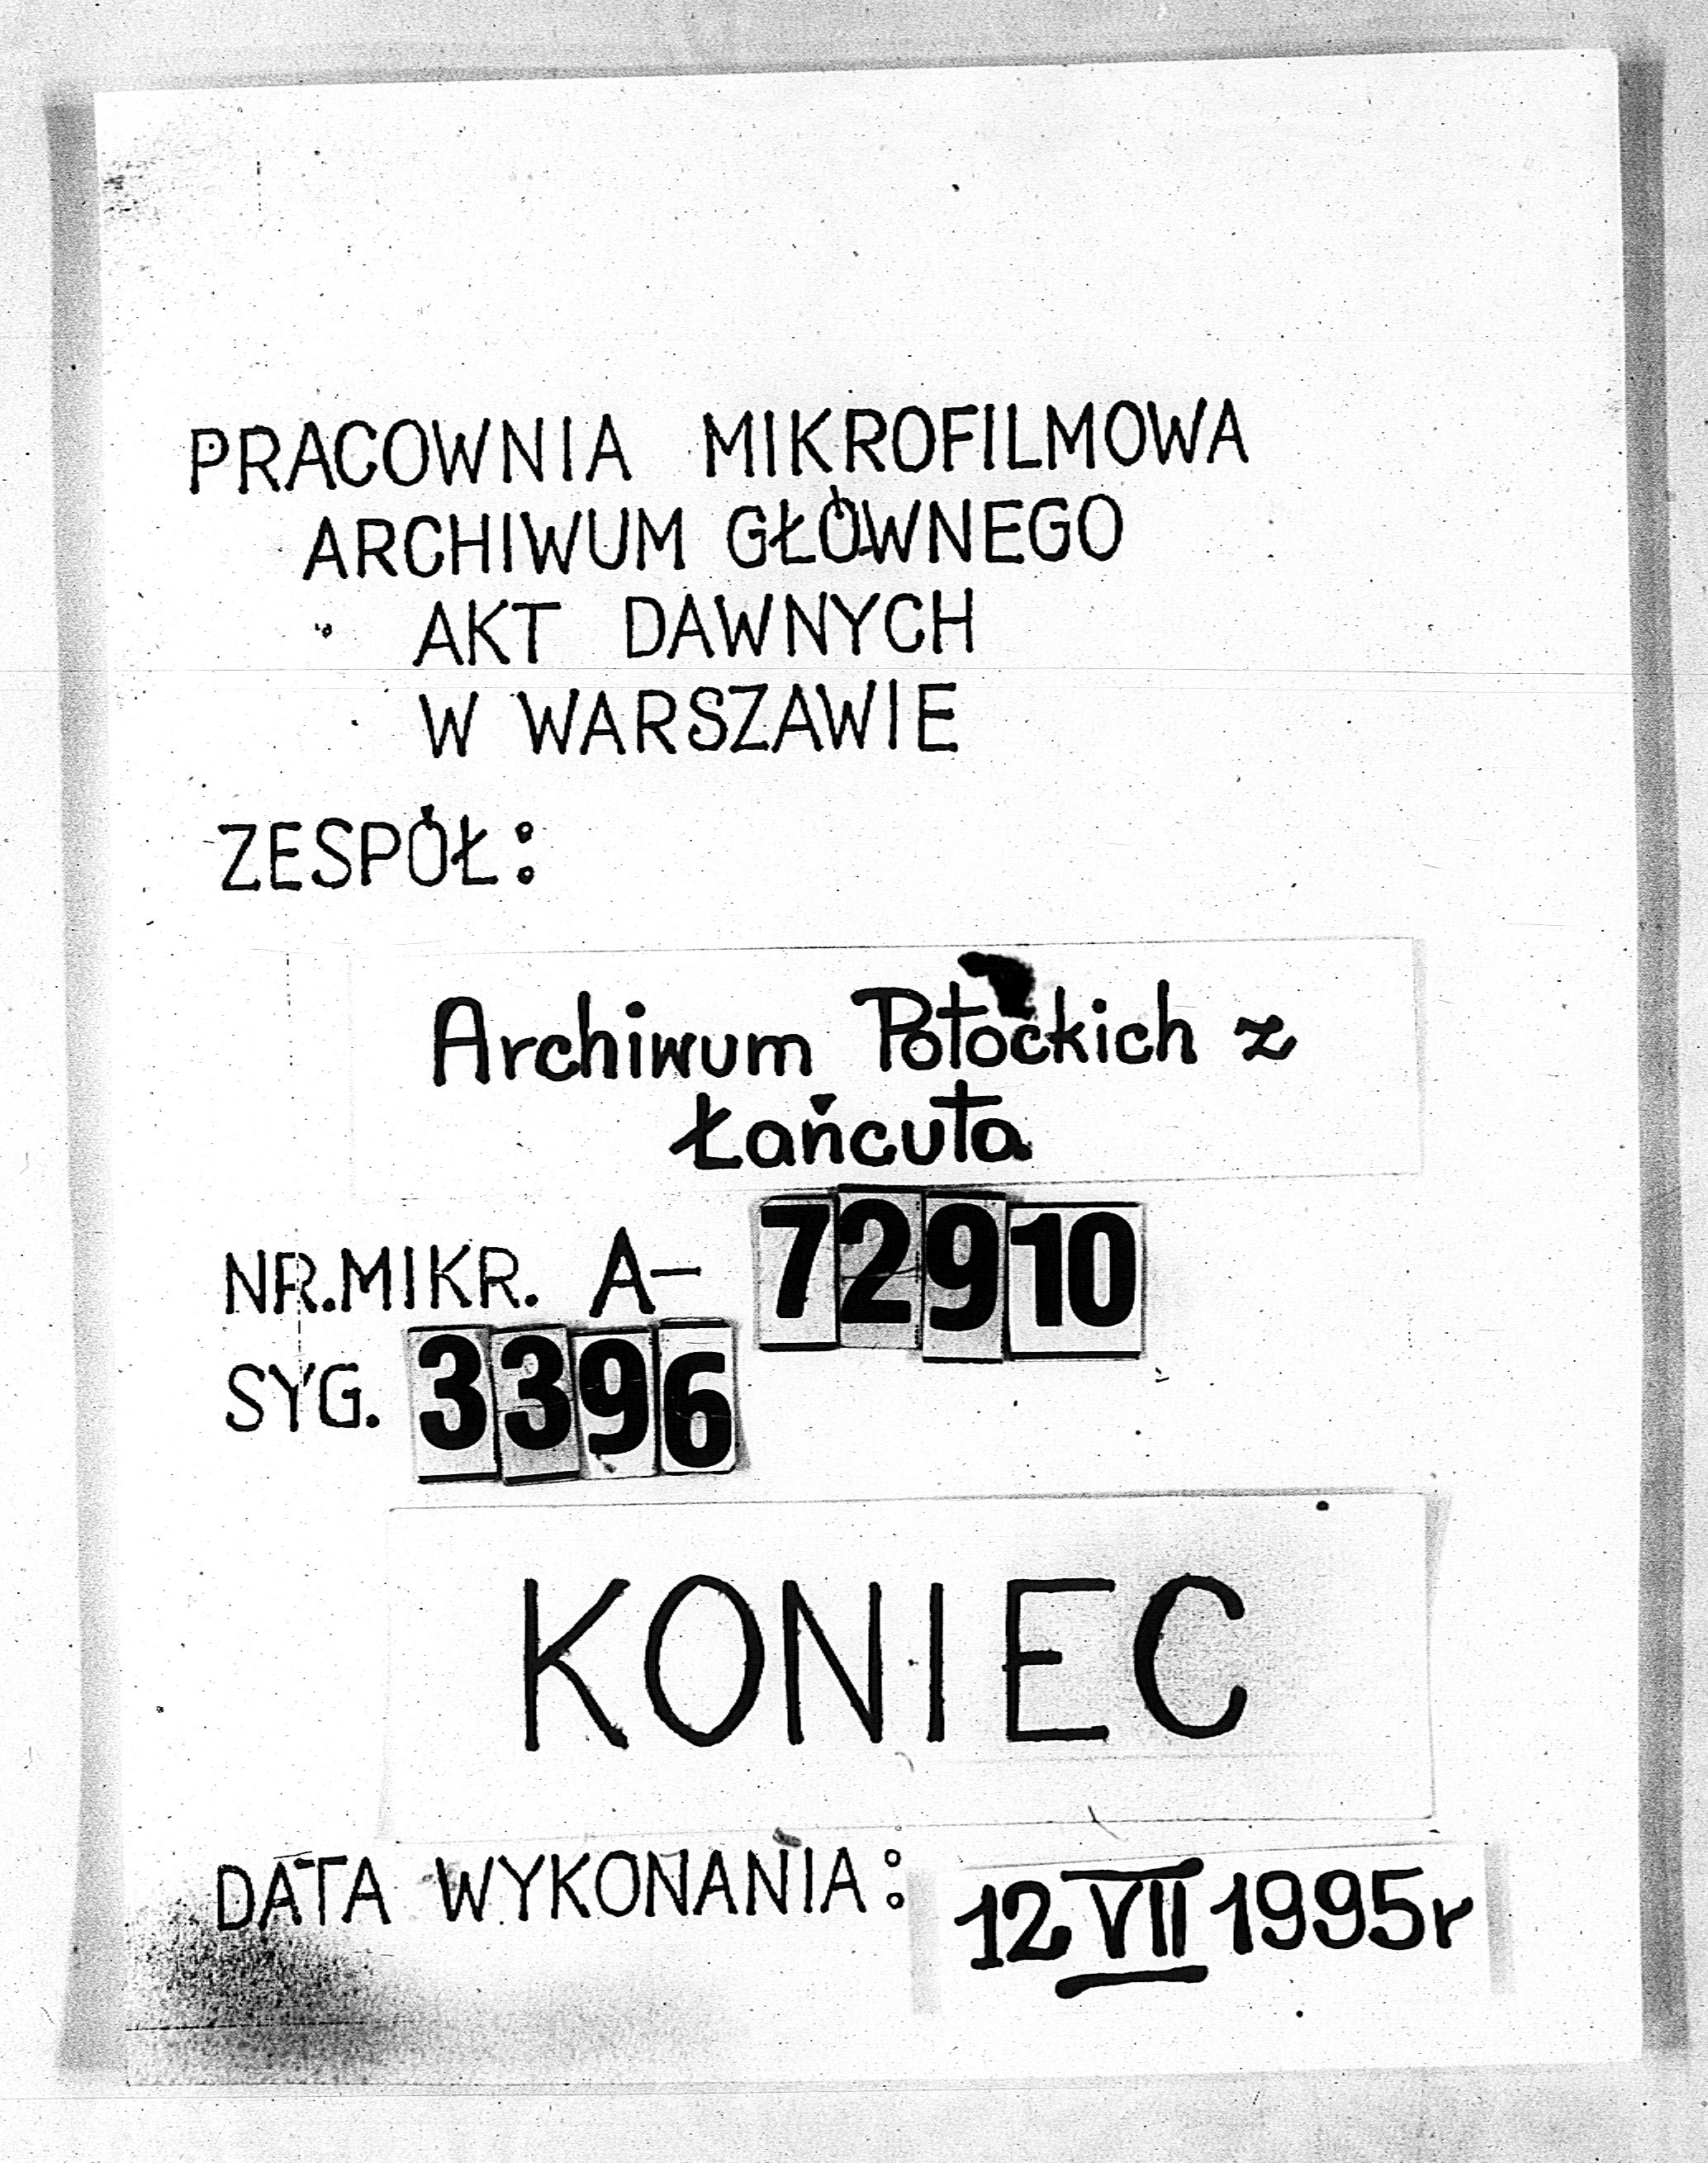 PRACOWNIA MIKROFILMOWA
ARCHIWUM GŁÓWNEGO
AKT DAWNYCH
W WARSZAWIE
ZESPÓŁ:
Archiwum Potockich z
Łańcuta
NR.MIKR. A- 72910
SYG. 3396
KONIEC
DATA WYKONANIA: 12 VII 1995r